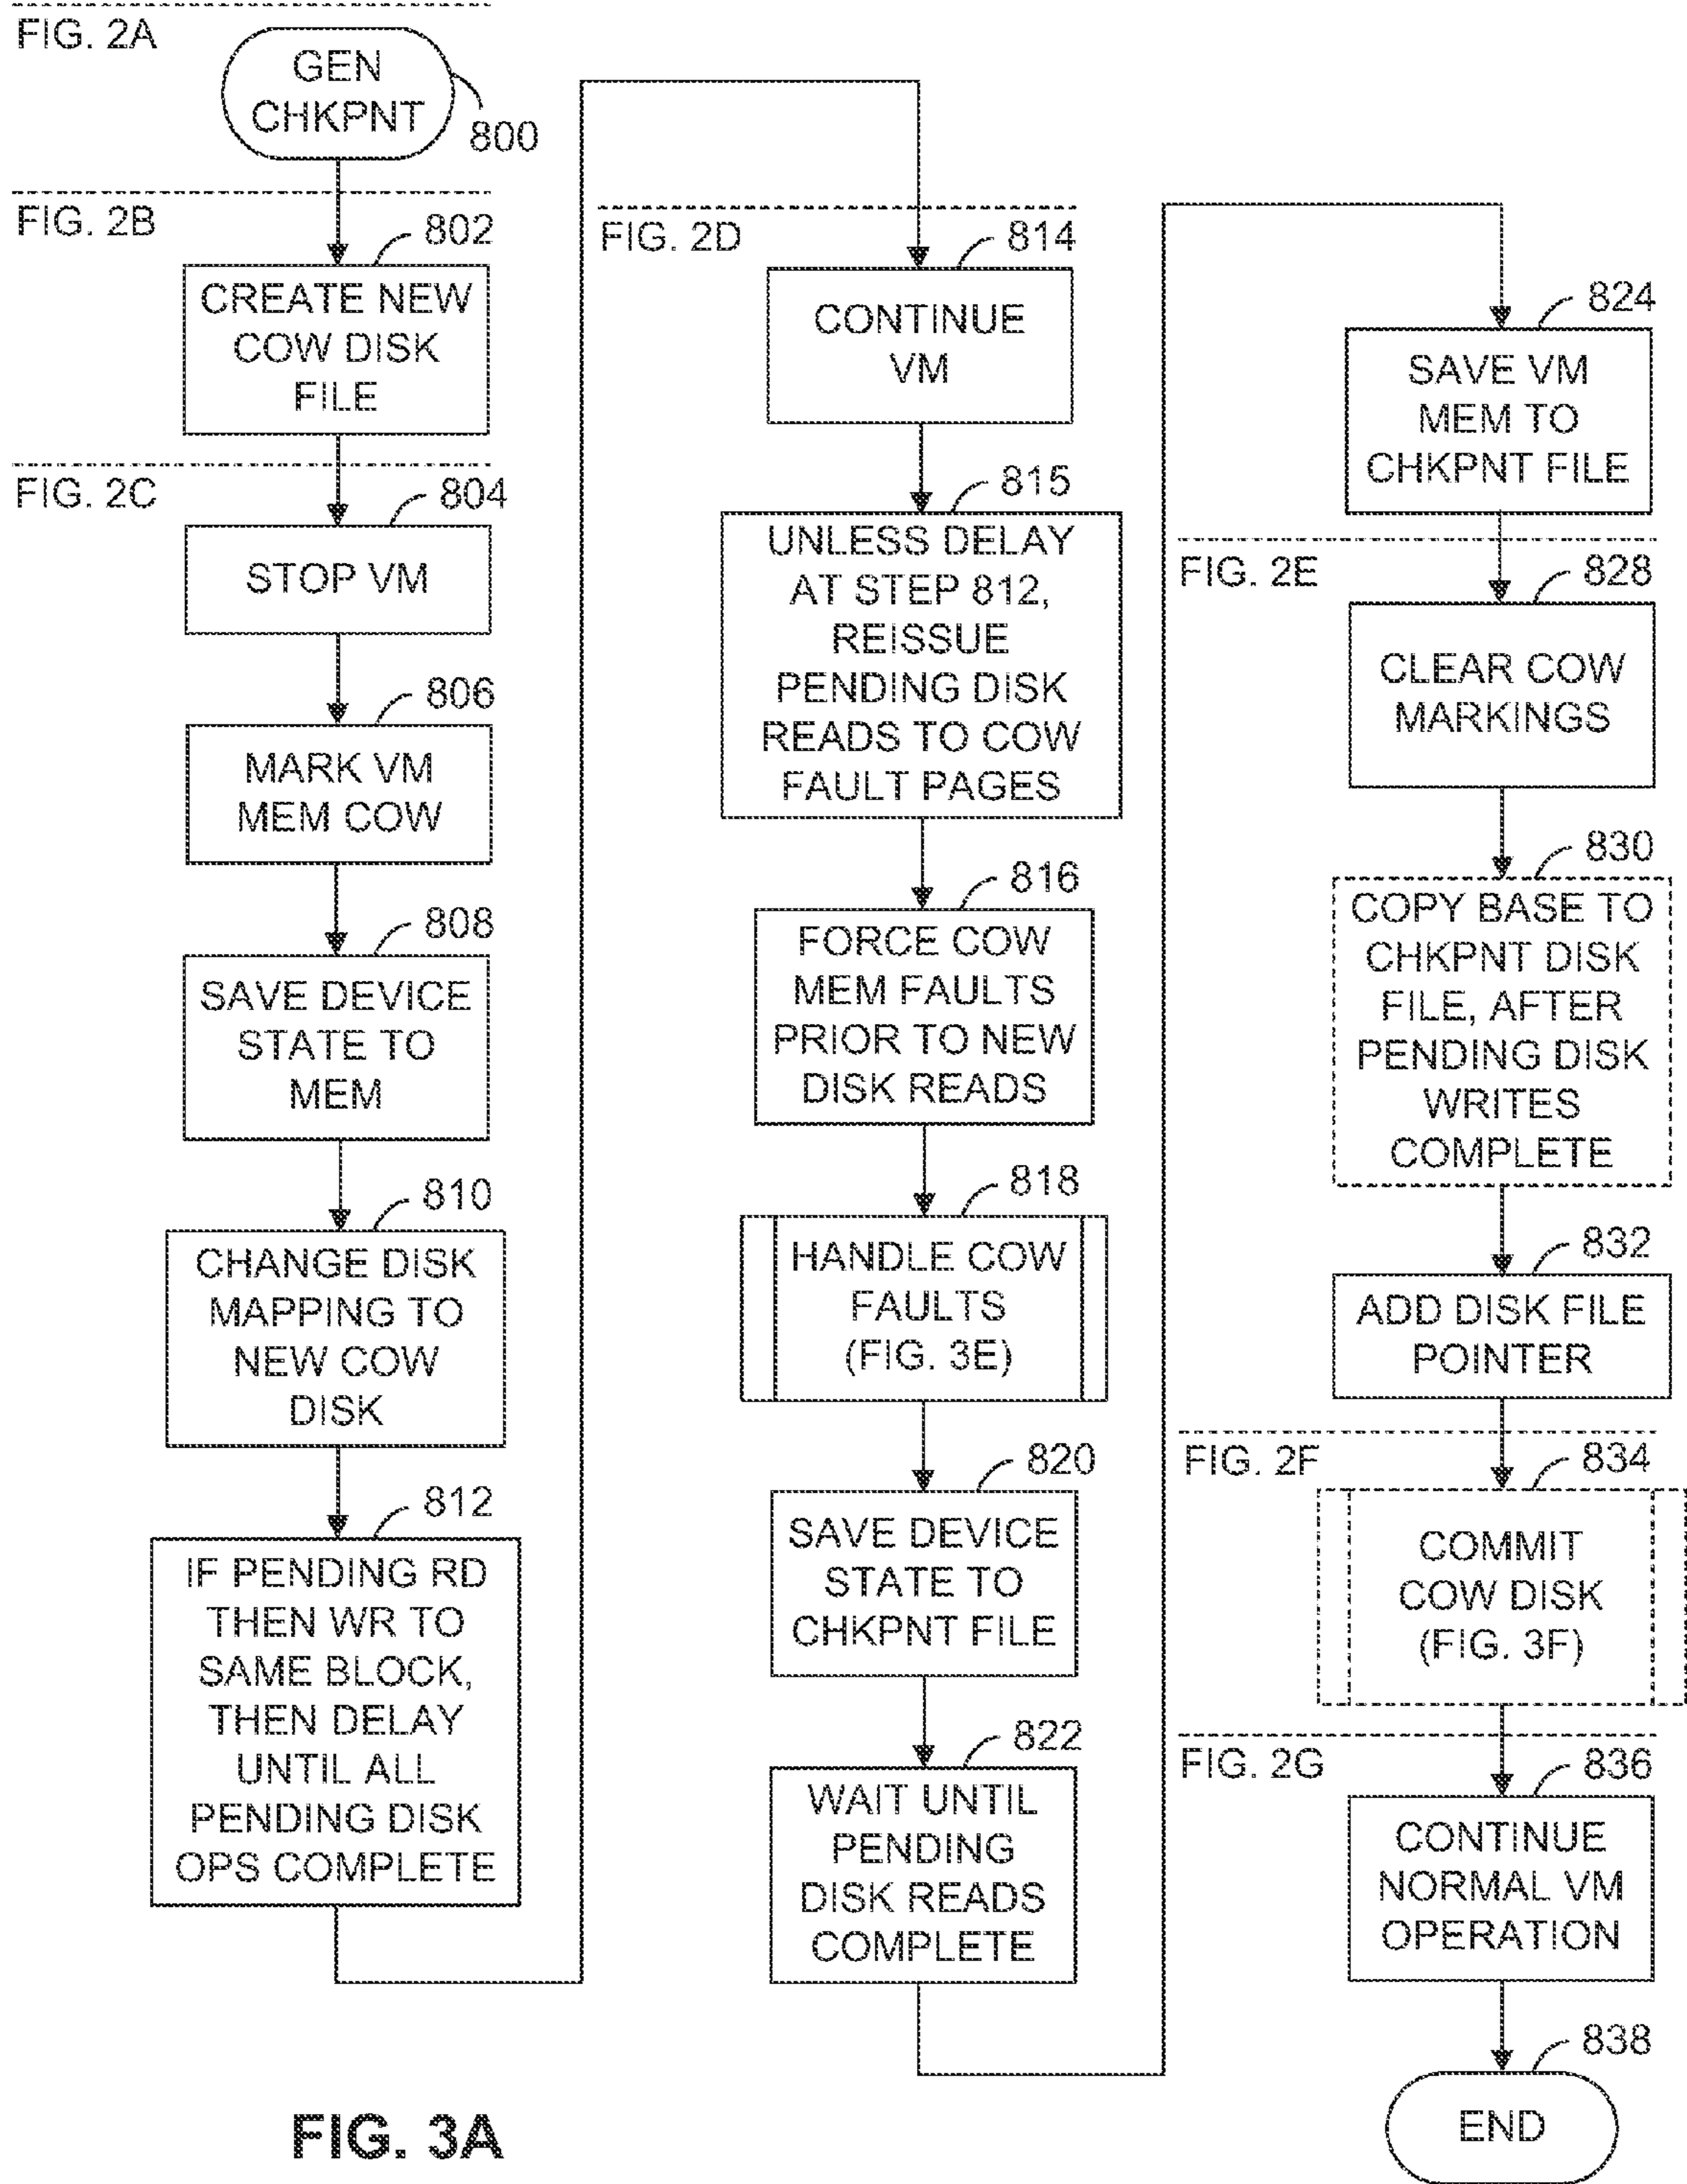 FIG. 2A
GEN
CHKPNT
800
FIG. 2B
802
CREATE NEW
COW DISK
FILE
FIG. 2C
804
STOP VM
806
MARK VM
MEM COW
808
SAVE DEVICE
STATE TO
MEM
810
CHANGE DISK
MAPPING TO
NEW COW
DISK
812
IF PENDING RD
THEN WR TO
SAME BLOCK,
THEN DELAY
UNTIL ALL
PENDING DISK
OPS COMPLETE
FIG. 2D
814
CONTINUE
VM
815
UNLESS DELAY
AT STEP 812,
REISSUE
PENDING DISK
READS TO COW
FAULT PAGES
816
FORCE COW
MEM FAULTS
PRIOR TO NEW
DISK READS
818
HANDLE COW
FAULTS
(FIG. 3E)
820
SAVE DEVICE
STATE TO
CHKPNT FILE
822
WAIT UNTIL
PENDING
DISK READS
COMPLETE
824
SAVE VM
MEM TO
CHKPNT FILE
FIG. 2E
828
CLEAR COW
MARKINGS
830
COPY BASE TO
CHKPNT DISK
FILE, AFTER
PENDING DISK
WRITES
COMPLETE
832
ADD DISK FILE
POINTER
FIG. 2F
834
COMMIT
COW DISK
(FIG. 3F)
FIG. 2G
836
CONTINUE
NORMAL VM
OPERATION
838
END
FIG. 3A